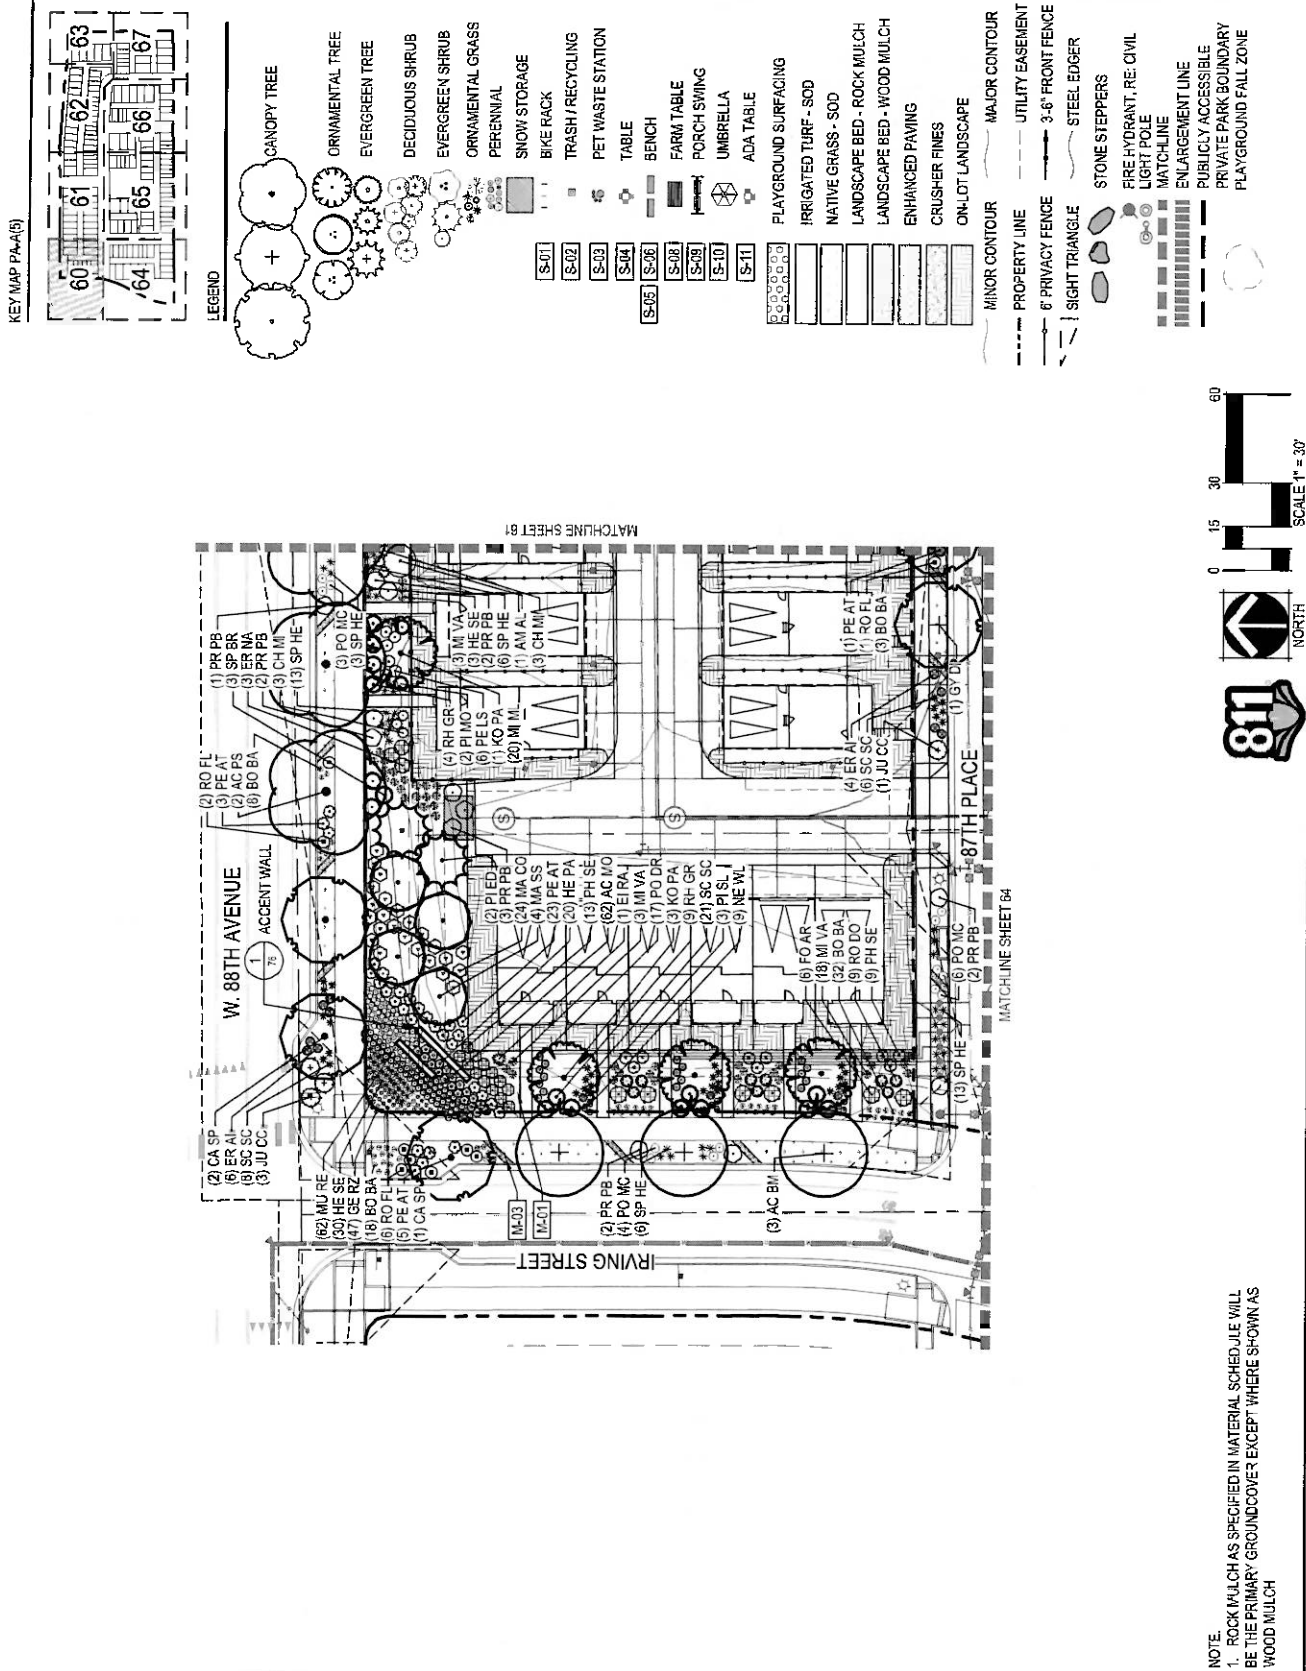 KEY MAP PA-A(5)
60
61
62
63
64
65
66
67
LEGEND
CANOPY TREE
ORNAMENTAL TREE
EVERGREEN TREE
DECIDUOUS SHRUB
EVERGREEN SHRUB
ORNAMENTAL GRASS
PERENNIAL
SNOW STORAGE
S-01 BIKE RACK
S-02 TRASH / RECYCLING
S-03 PET WASTE STATION
S-04 TABLE
S-05 S-06 BENCH
S-08 FARM TABLE
S-09 PORCH SWING
S-10 UMBRELLA
S-11 ADA TABLE
PLAYGROUND SURFACING
IRRIGATED TURF - SOD
NATIVE GRASS - SOD
LANDSCAPE BED - ROCK MULCH
LANDSCAPE BED - WOOD MULCH
ENHANCED PAVING
CRUSHER FINES
ON-LOT LANDSCAPE
MINOR CONTOUR
MAJOR CONTOUR
PROPERTY LINE
UTILITY EASEMENT
6' PRIVACY FENCE
3'-6" FRONT FENCE
SIGHT TRIANGLE
STEEL EDGER
STONE STEPPERS
FIRE HYDRANT, RE: CIVIL
LIGHT POLE
MATCHLINE
ENLARGEMENT LINE
PUBLICLY ACCESSIBLE
PRIVATE PARK BOUNDARY
PLAYGROUND FALL ZONE
W. 88TH AVENUE
1
76
ACCENT WALL
(2) CA SP
(6) ER AI
(8) SC SC
(3) JU CC
(2) RO FL
(3) PE AT
(2) AC PS
(8) BO BA
(1) PR PB
(3) SP BR
(3) ER NA
(2) PR PB
(3) CH MI
(13) SP HE
(3) PO MC
(3) SP HE
MATCHLINE SHEET 61
(62) MU RE
(30) HE SE
(47) GE RZ
(18) BO BA
(6) RO FL
(5) PE AT
(1) CA SP
(4) RH GR
(2) PI MO
(6) PE LS
(1) KO PA
(20) MI ML
(3) MI VA
(3) HE SE
(2) PR PB
(6) SP HE
(1) AM AL
(3) CH MI
(2) PI ED
(3) PR PB
(24) MA CO
(4) MA SS
(23) PE AT
(20) HE PA
(13) PH SE
(62) AC MO
(1) EI RA
(3) MI VA
(17) PO DR
(3) KO PA
(9) RH GR
(21) SC SC
(3) PI SL
(9) NE WL
S
S
M-03
M-01
IRVING STREET
(2) PR PB
(4) PO MC
(6) SP HE
(3) AC BM
(6) FO AR
(18) MI VA
(32) BO BA
(9) RO DO
(9) PH SE
(4) ER AI
(6) SC SC
(1) JU CC
(1) PE AT
(1) RO FL
(3) BO BA
(13) SP HE
(6) PO MC
(2) PR PB
87TH PLACE
MATCHLINE SHEET 64
811
NORTH
0 15 30 60
SCALE 1" = 30'
NOTE.
1. ROCK MULCH AS SPECIFIED IN MATERIAL SCHEDULE WILL
BE THE PRIMARY GROUNDCOVER EXCEPT WHERE SHOWN AS
WOOD MULCH